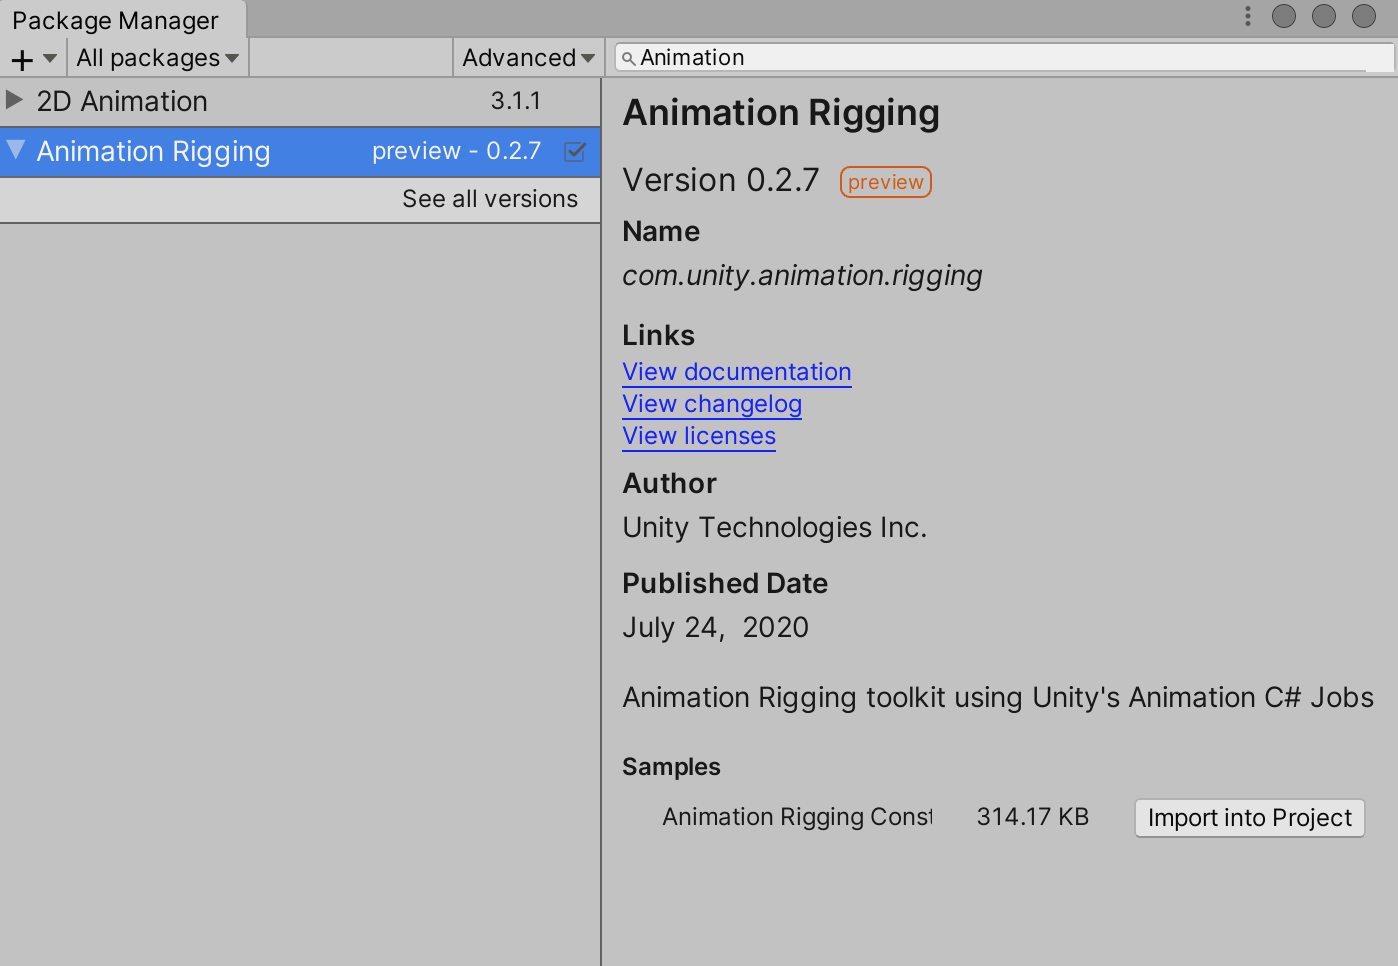 Package Manager
+ All packages Advanced Animation
2D Animation 3.1.1
Animation Rigging preview - 0.2.7
See all versions
Animation Rigging
Version 0.2.7 preview
Name
com.unity.animation.rigging
Links
View documentation
View changelog
View licenses
Author
Unity Technologies Inc.
Published Date
July 24, 2020
Animation Rigging toolkit using Unity's Animation C# Jobs
Samples
Animation Rigging Const 314.17 KB Import into Project